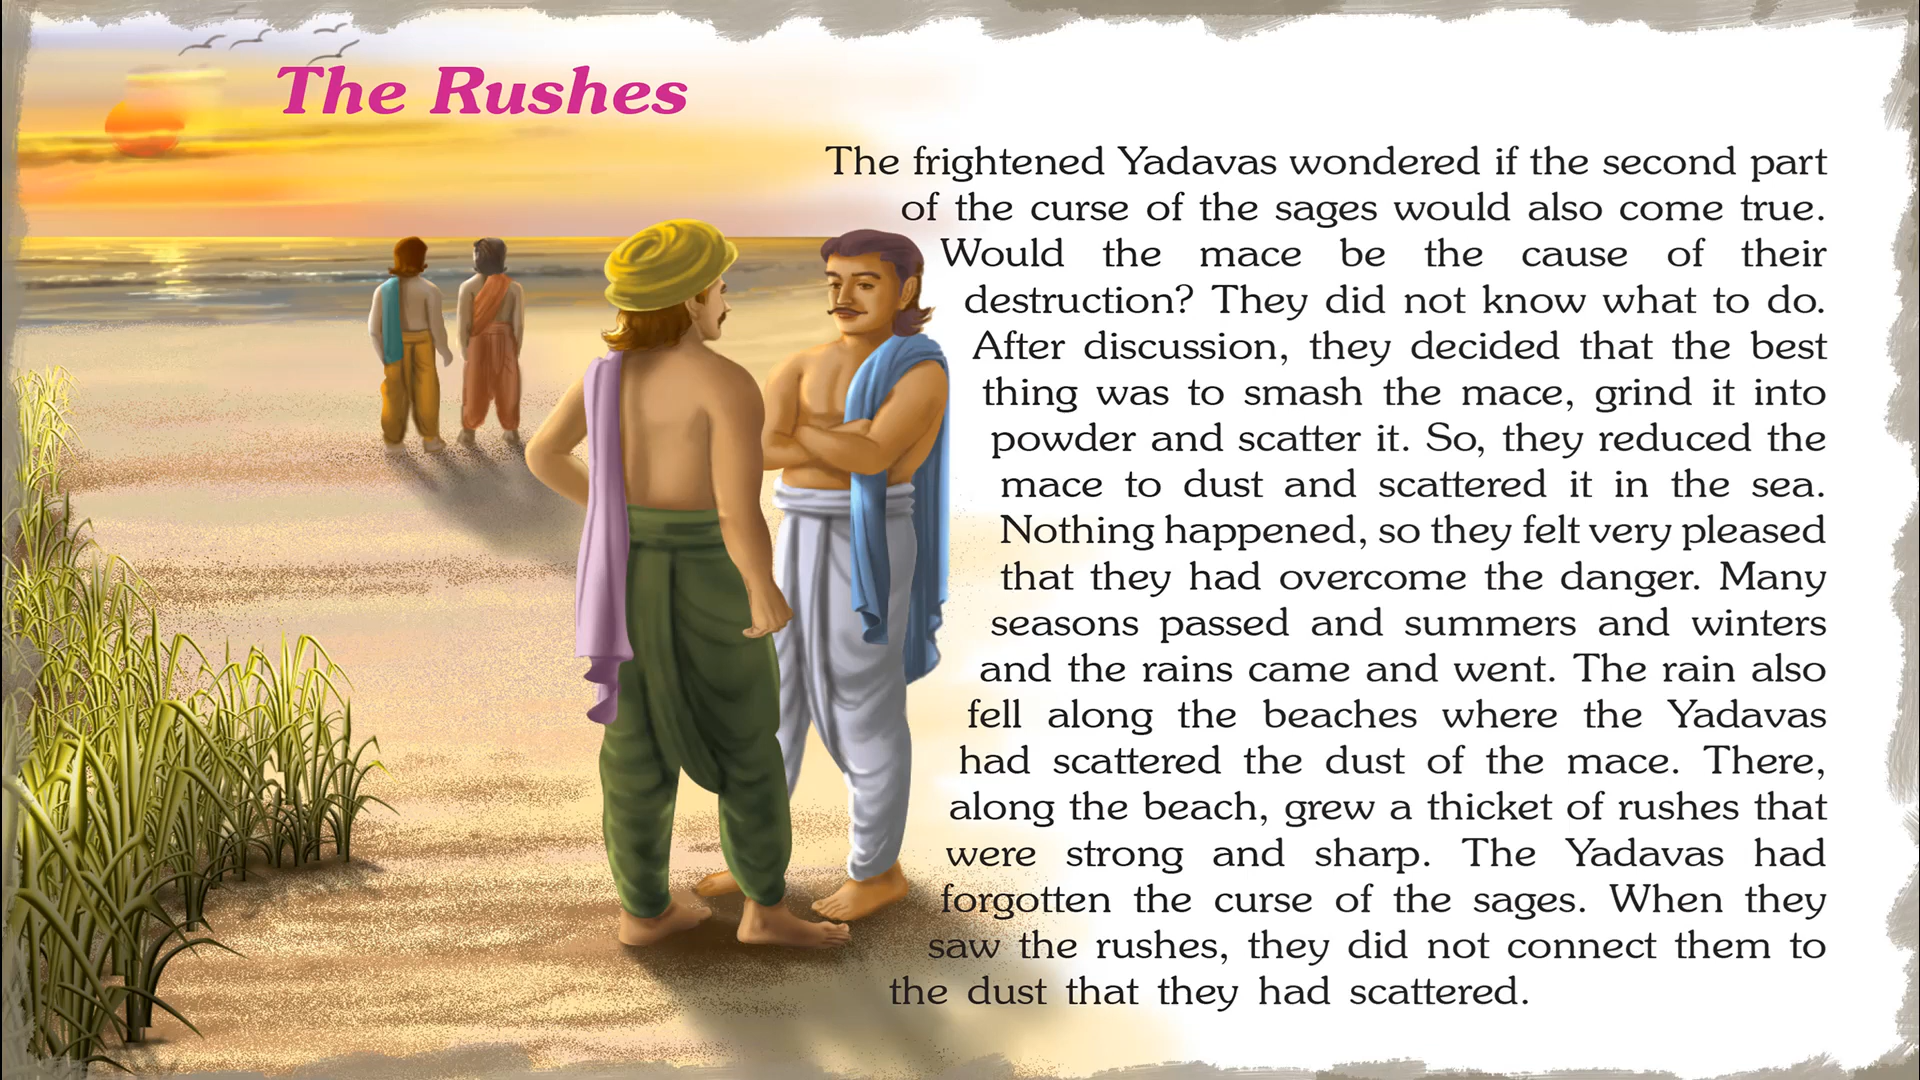 The Rushes
The frightened Yadavas wondered if the second part
of the curse of the sages would also come true.
Would the mace be the cause of their
destruction? They did not know what to do.
After discussion, they decided that the best
thing was to smash the mace, grind it into
powder and scatter it. So, they reduced the
mace to dust and scattered it in the sea.
Nothing happened, so they felt very pleased
that they had overcome the danger. Many
seasons passed and summers and winters
and the rains came and went. The rain also
fell along the beaches where the Yadavas
had scattered the dust of the mace. There,
along the beach, grew a thicket of rushes that
were strong and sharp. The Yadavas had
forgotten the curse of the sages. When they
saw the rushes, they did not connect them to
the dust that they had scattered.